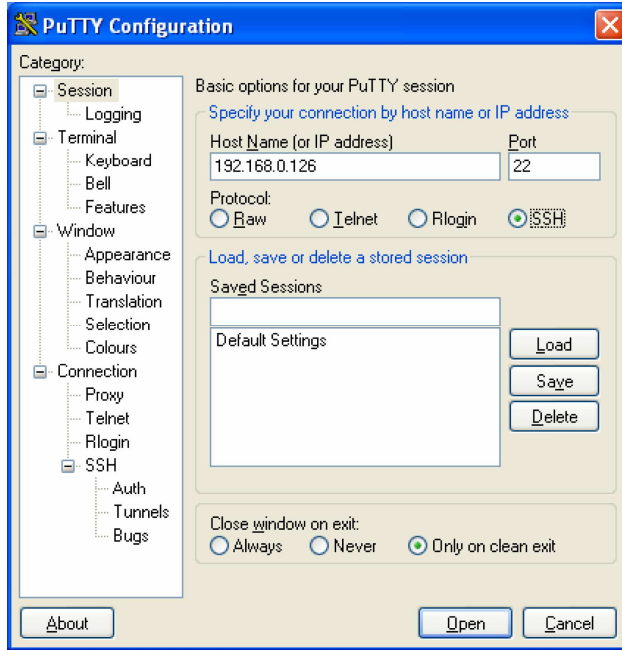 PuTTY Configuration
Category:
Session
Logging
Terminal
Keyboard
Bell
Features
Window
Appearance
Behaviour
Translation
Selection
Colours
Connection
Proxy
Telnet
Rlogin
SSH
Auth
Tunnels
Bugs
Basic options for your PuTTY session
Specify your connection by host name or IP address
Host Name (or IP address) Port
192.168.0.126 22
Protocol:
Raw Telnet Rlogin SSH
Load, save or delete a stored session
Saved Sessions
Default Settings
Load
Save
Delete
Close window on exit:
Always Never Only on clean exit
About Open Cancel